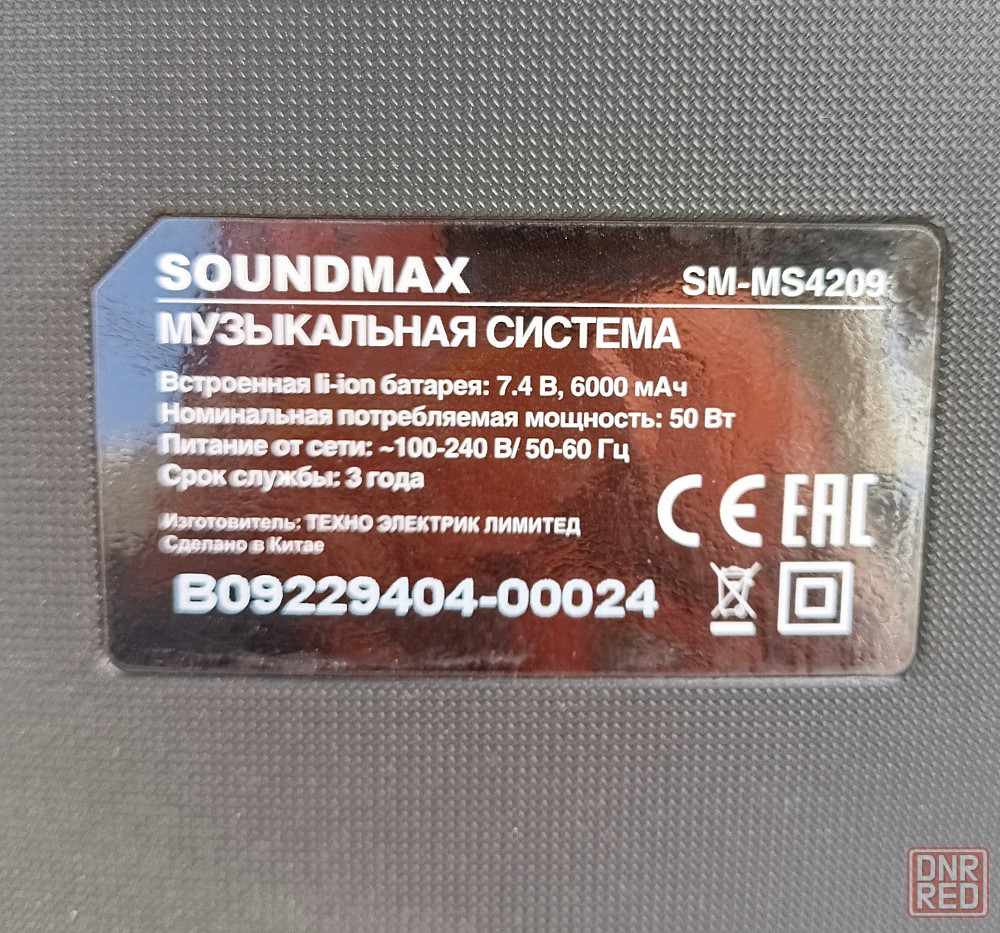 SOUNDMAX SM-MS4209
МУЗЫКАЛЬНАЯ СИСТЕМА
Встроенная li-ion батарея: 7.4 В, 6000 мАч
Номинальная потребляемая мощность: 50 Вт
Питание от сети: ~100-240 В/ 50-60 Гц
Срок службы: 3 года
Изготовитель: ТЕХНО ЭЛЕКТРИК ЛИМИТЕД
Сделано в Китае
CE EAC
B09229404-00024
DNR
RED